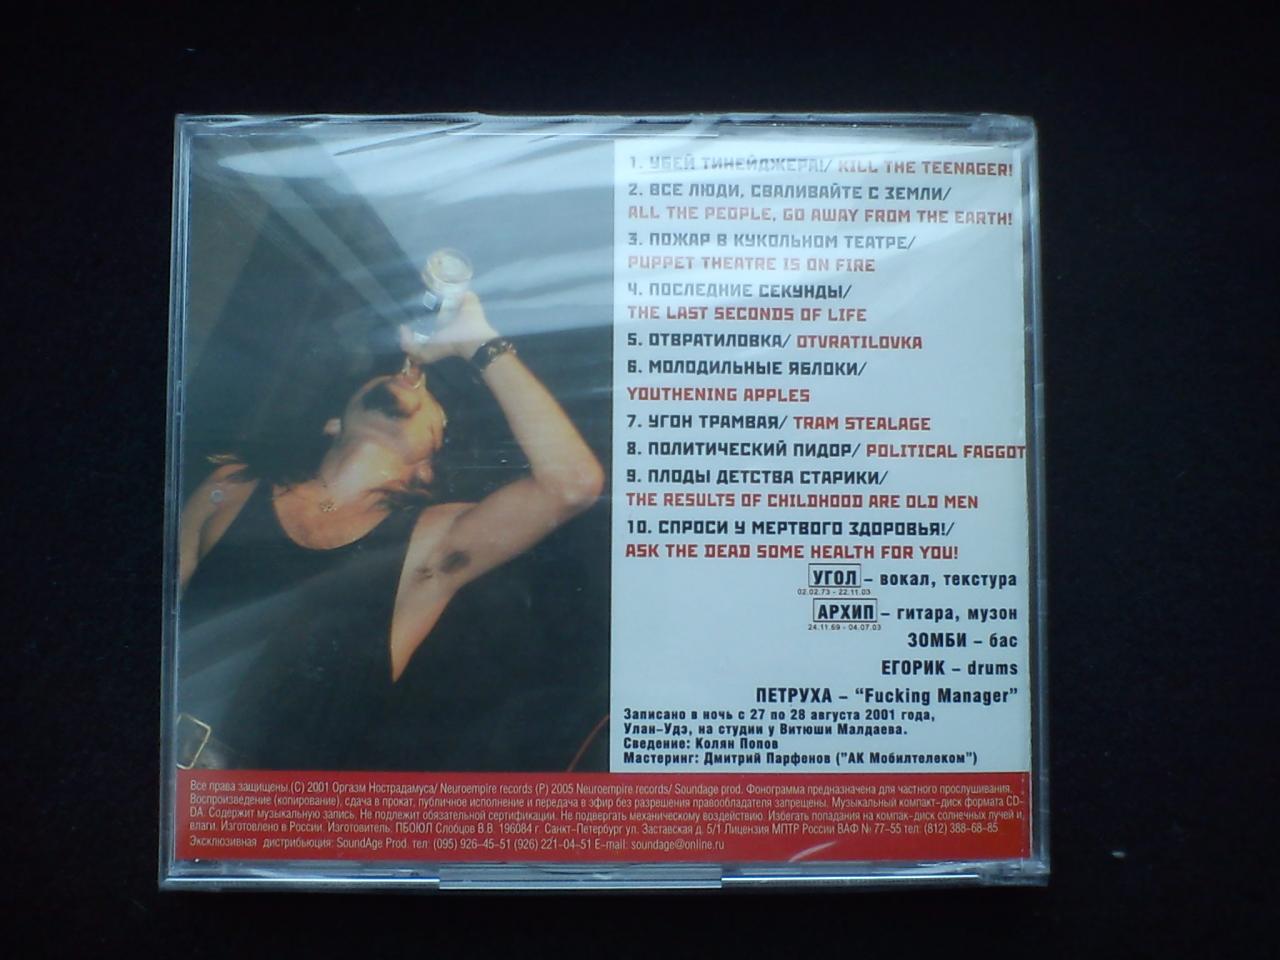 1. УБЕЙ ТИНЕЙДЖЕРА!/ KILL THE TEENAGER!
2. ВСЕ ЛЮДИ, СВАЛИВАЙТЕ С ЗЕМЛИ/
ALL THE PEOPLE, GO AWAY FROM THE EARTH!
3. ПОЖАР В КУКОЛЬНОМ ТЕАТРЕ/
PUPPET THEATRE IS ON FIRE
4. ПОСЛЕДНИЕ СЕКУНДЫ/
THE LAST SECONDS OF LIFE
5. ОТВРАТИЛОВКА/ OTVRATILOVKA
6. МОЛОДИЛЬНЫЕ ЯБЛОКИ/
YOUTHENING APPLES
7. УГОН ТРАМВАЯ/ TRAM STEALAGE
8. ПОЛИТИЧЕСКИЙ ПИДОР/ POLITICAL FAGGOT
9. ПЛОДЫ ДЕТСТВА СТАРИКИ/
THE RESULTS OF CHILDHOOD ARE OLD MEN
10. СПРОСИ У МЕРТВОГО ЗДОРОВЬЯ!/
ASK THE DEAD SOME HEALTH FOR YOU!
УГОЛ – вокал, текстура
02.02.73 - 22.11.03
АРХИП – гитара, музон
24.11.69 - 04.07.03
ЗОМБИ – бас
ЕГОРИК – drums
ПЕТРУХА – "Fucking Manager"
Записано в ночь с 27 по 28 августа 2001 года,
Улан-Удэ, на студии у Витюши Малдаева.
Сведение: Колян Попов
Мастеринг: Дмитрий Парфенов ("АК Мобилтелеком")
Все права защищены.(C) 2001 Оргазм Нострадамуса/ Neuroempire records (P) 2005 Neuroempire records/ Soundage prod. Фонограмма предназначена для частного прослушивания.
Воспроизведение (копирование), сдача в прокат, публичное исполнение и передача в эфир без разрешения правообладателя запрещены. Музыкальный компакт-диск формата CD-
DA. Содержит музыкальную запись. Не подлежит обязательной сертификации. Не подвергать механическому воздействию. Избегать попадания на компак-диск солнечных лучей и
влаги. Изготовлено в России. Изготовитель: ПБОЮЛ Слобцов В.В. 196084 г. Санкт-Петербург ул. Заставская д. 5/1 Лицензия МПТР России ВАФ № 77-55 тел: (812) 388-68-85
Эксклюзивная дистрибьюция: SoundAge Prod. тел: (095) 926-45-51 (926) 221-04-51 E-mail: soundage@online.ru